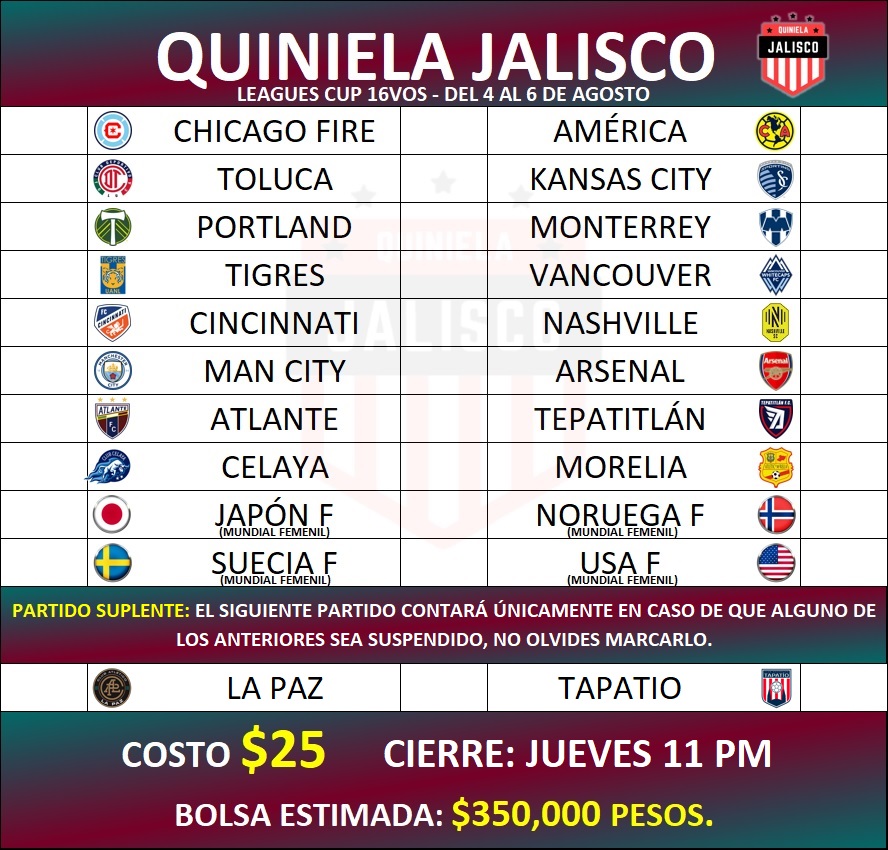 QUINIELA JALISCO
QUINIELA
JALISCO
LEAGUES CUP 16VOS - DEL 4 AL 6 DE AGOSTO
CHICAGO FIRE AMÉRICA
TOLUCA KANSAS CITY
PORTLAND MONTERREY
TIGRES VANCOUVER
CINCINNATI NASHVILLE
MAN CITY ARSENAL
ATLANTE TEPATITLÁN
CELAYA MORELIA
JAPÓN F NORUEGA F
(MUNDIAL FEMENIL) (MUNDIAL FEMENIL)
SUECIA F USA F
(MUNDIAL FEMENIL) (MUNDIAL FEMENIL)
QUINIELA
JALISCO
PARTIDO SUPLENTE: EL SIGUIENTE PARTIDO CONTARÁ ÚNICAMENTE EN CASO DE QUE ALGUNO DE
LOS ANTERIORES SEA SUSPENDIDO, NO OLVIDES MARCARLO.
LA PAZ TAPATIO
COSTO $25 CIERRE: JUEVES 11 PM
BOLSA ESTIMADA: $350,000 PESOS.